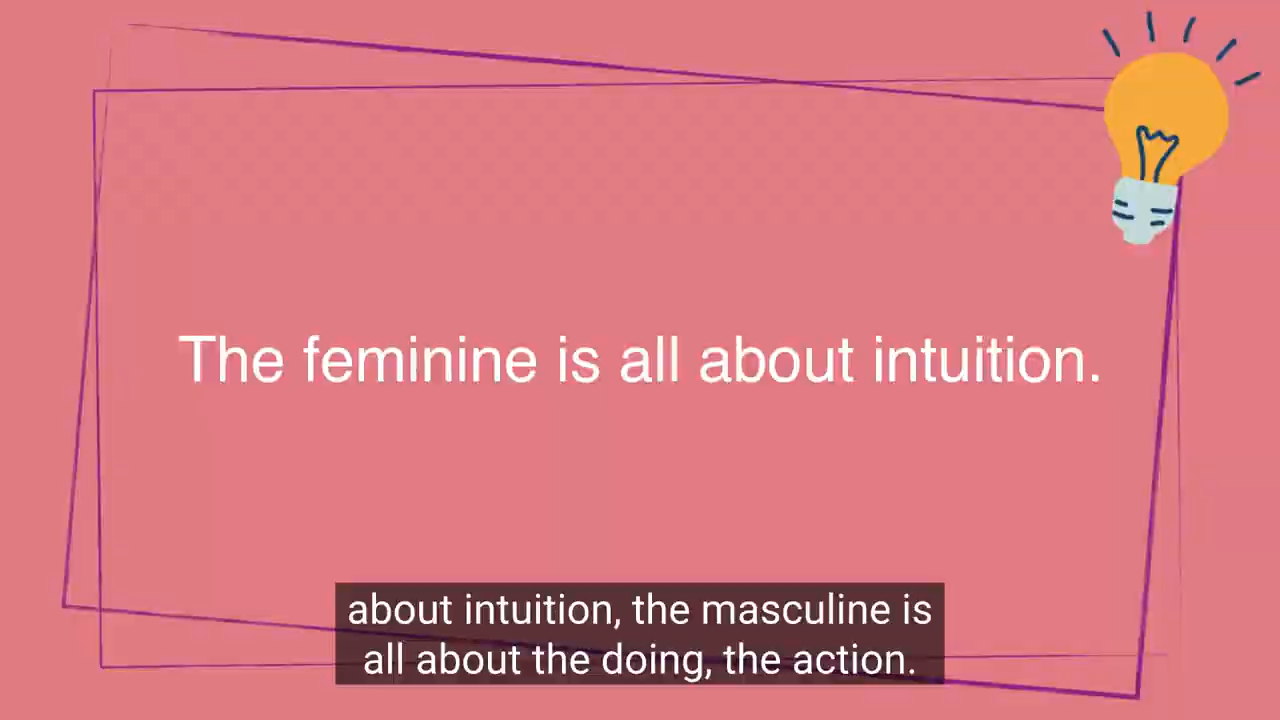 The feminine is all about intuition.
about intuition, the masculine is
all about the doing, the action.